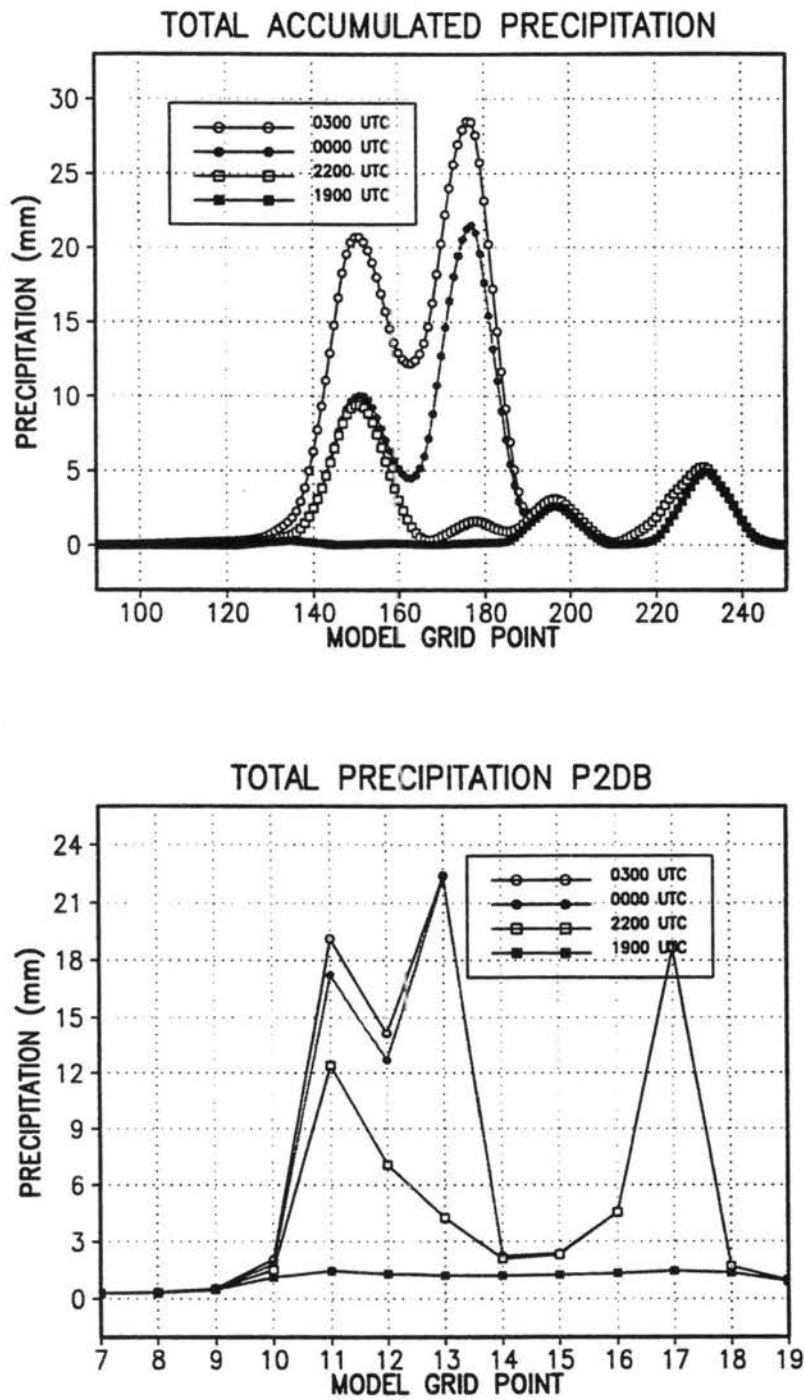 TOTAL ACCUMULATED PRECIPITATION
PRECIPITATION (mm)
30
25
20
15
10
5
0
0300 UTC
0000 UTC
2200 UTC
1900 UTC
100 120 140 160 180 200 220 240
MODEL GRID POINT
TOTAL PRECIPITATION P2DB
PRECIPITATION (mm)
24
21
18
15
12
9
6
3
0
0300 UTC
0000 UTC
2200 UTC
1900 UTC
7 8 9 10 11 12 13 14 15 16 17 18 19
MODEL GRID POINT